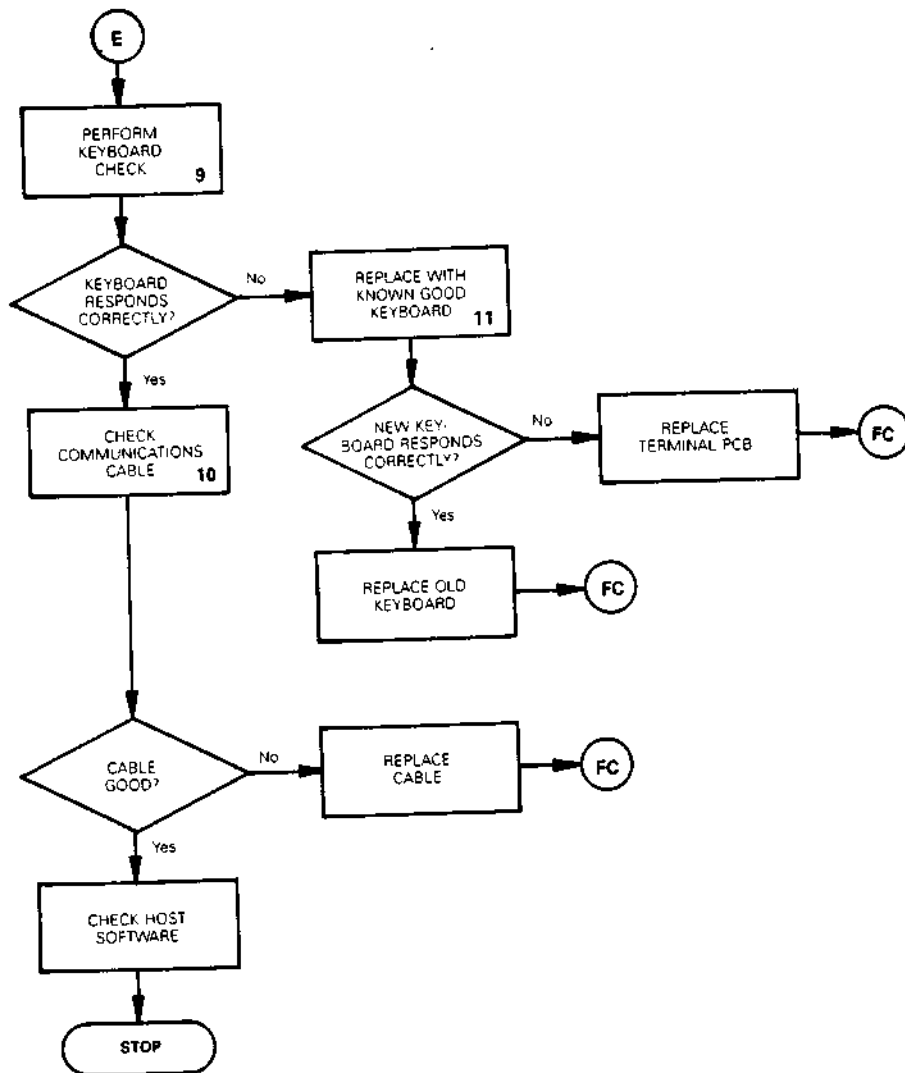 E
PERFORM
KEYBOARD
CHECK
9
KEYBOARD
RESPONDS
CORRECTLY?
No
REPLACE WITH
KNOWN GOOD
KEYBOARD
11
Yes
CHECK
COMMUNICATIONS
CABLE
10
NEW KEY-
BOARD RESPONDS
CORRECTLY?
No
REPLACE
TERMINAL PCB
FC
Yes
REPLACE OLD
KEYBOARD
FC
CABLE
GOOD?
No
REPLACE
CABLE
FC
Yes
CHECK HOST
SOFTWARE
STOP